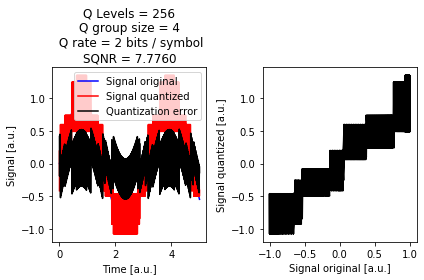 Q Levels = 256
Q group size = 4
Q rate = 2 bits / symbol
SQNR = 7.7760
Signal original
Signal quantized
Quantization error
Signal [a.u.]
1.0
0.5
0.0
−0.5
−1.0
0
2
4
Time [a.u.]
Signal quantized [a.u.]
1.0
0.5
0.0
−0.5
−1.0
−1.0
−0.5
0.0
0.5
1.0
Signal original [a.u.]